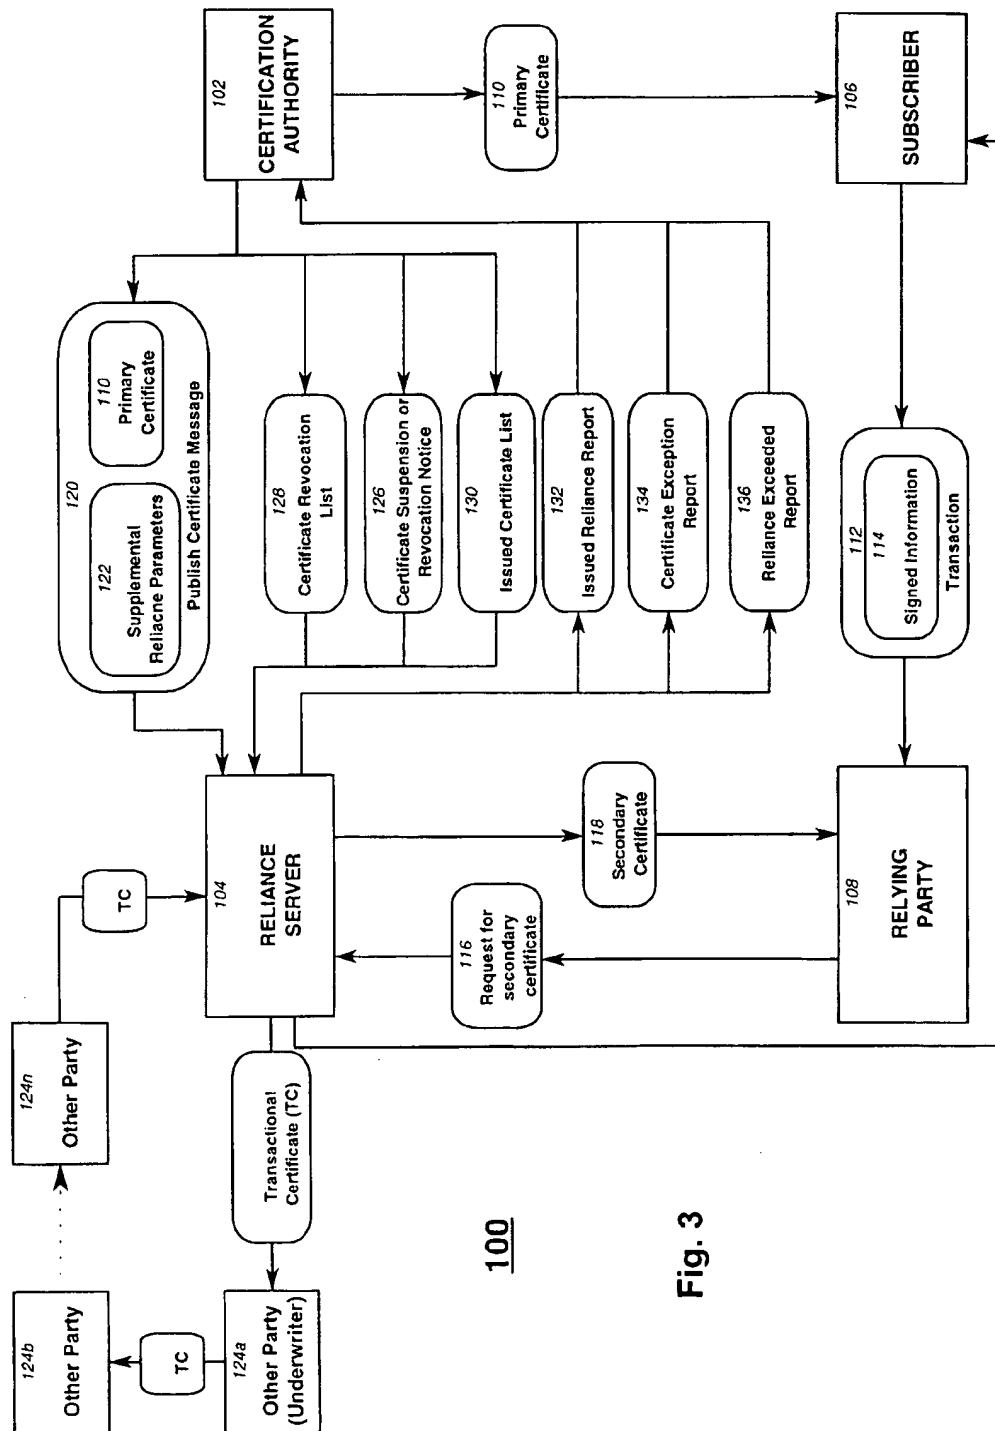 124b
Other Party
124n
Other Party
TC
TC
124a
Other Party
(Underwriter)
Transactional
Certificate (TC)
104
RELIANCE
SERVER
120
122
Supplemental
Reliacne Parameters
110
Primary
Certificate
Publish Certificate Message
102
CERTIFICATION
AUTHORITY
128
Certificate Revocation
List
126
Certificate Suspension or
Revocation Notice
130
Issued Certificate List
132
Issued Reliance Report
134
Certificate Exception
Report
136
Reliance Exceeded
Report
110
Primary
Certificate
116
Request for
secondary
certificate
118
Secondary
Certificate
100
108
RELYING
PARTY
112
114
Signed Information
Transaction
106
SUBSCRIBER
Fig. 3